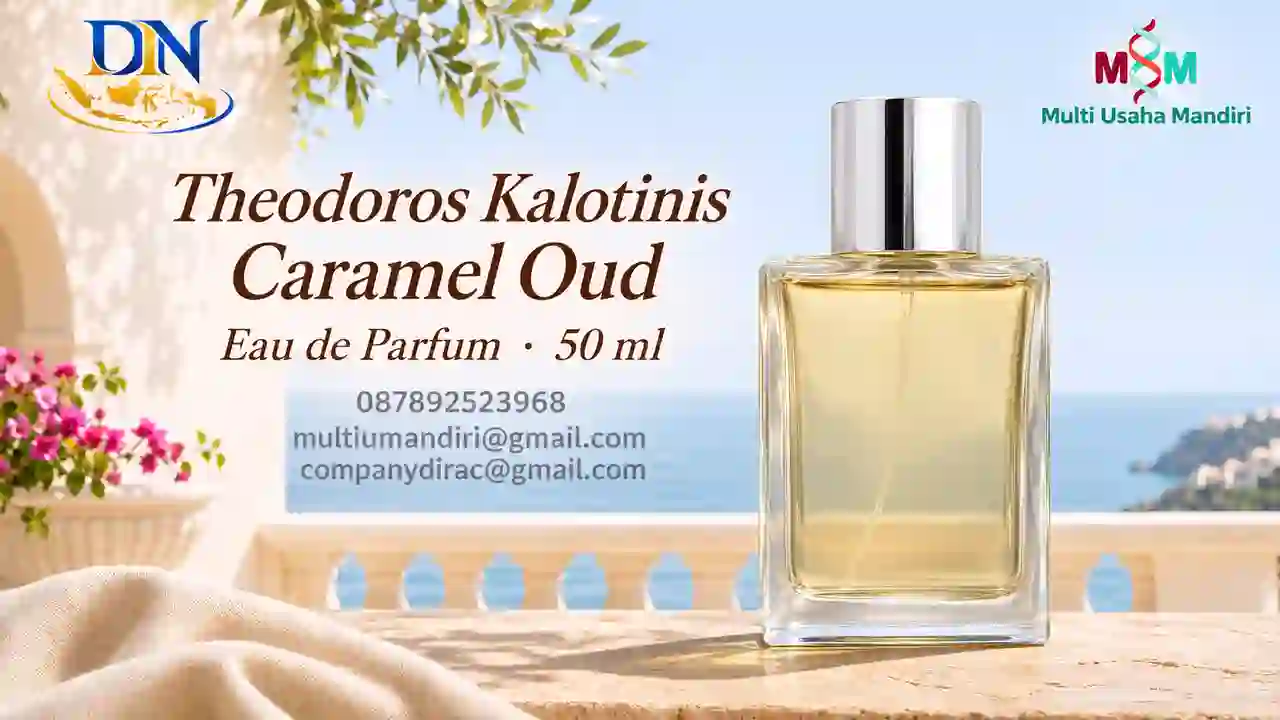 DIN
MSM
Multi Usaha Mandiri
Theodoros Kalotinis
Caramel Oud
Eau de Parfum · 50 ml
087892523968
multiumandiri@gmail.com
companydirac@gmail.com